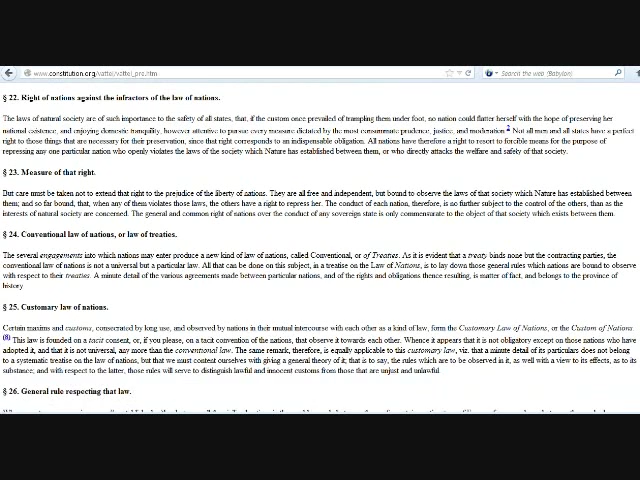 www.constitution.org/vattel/vattel_pre.htm
Search the web (Babylon)
§ 22. Right of nations against the infractors of the law of nations.
The laws of natural society are of such importance to the safety of all states, that, if the custom once prevailed of trampling them under foot, no nation could flatter herself with the hope of preserving her
national existence, and enjoying domestic tranquility, however attentive to pursue every measure dictated by the most consummate prudence, justice, and moderation.2 Not all men and all states have a perfect
right to those things that are necessary for their preservation, since that right corresponds to an indispensable obligation. All nations have therefore a right to resort to forcible means for the purpose of
repressing any one particular nation who openly violates the laws of the society which Nature has established between them, or who directly attacks the welfare and safety of that society.
§ 23. Measure of that right.
But care must be taken not to extend that right to the prejudice of the liberty of nations. They are all free and independent, but bound to observe the laws of that society which Nature has established between
them; and so far bound, that, when any of them violates those laws, the others have a right to repress her. The conduct of each nation, therefore, is no further subject to the control of the others, than as the
interests of natural society are concerned. The general and common right of nations over the conduct of any sovereign state is only commensurate to the object of that society which exists between them.
§ 24. Conventional law of nations, or law of treaties.
The several engagements into which nations may enter produce a new kind of law of nations, called Conventional, or of Treaties. As it is evident that a treaty binds none but the contracting parties, the
conventional law of nations is not a universal but a particular law. All that can be done on this subject, in a treatise on the Law of Nations, is to lay down those general rules which nations are bound to observe
with respect to their treaties. A minute detail of the various agreements made between particular nations, and of the rights and obligations thence resulting, is matter of fact, and belongs to the province of
history
§ 25. Customary law of nations.
Certain maxims and customs, consecrated by long use, and observed by nations in their mutual intercourse with each other as a kind of law, form the Customary Law of Nations, or the Custom of Nations.
(8) This law is founded on a tacit consent, or, if you please, on a tacit convention of the nations, that observe it towards each other. Whence it appears that it is not obligatory except on those nations who have
adopted it, and that it is not universal, any more than the conventional law. The same remark, therefore, is equally applicable to this customary law, viz. that a minute detail of its particulars does not belong
to a systematic treatise on the law of nations, but that we must content ourselves with giving a general theory of it; that is to say, the rules which are to be observed in it, as well with a view to its effects, as to its
substance; and with respect to the latter, those rules will serve to distinguish lawful and innocent customs from those that are unjust and unlawful.
§ 26. General rule respecting that law.